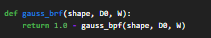 def gauss_brf(shape, D0, W):
    return 1.0 - gauss_bpf(shape, D0, W)